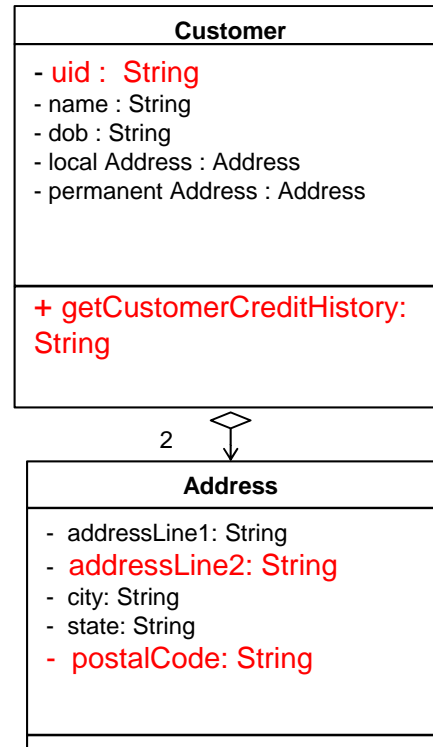 Customer
- uid : String
- name : String
- dob : String
- local Address : Address
- permanent Address : Address
+ getCustomerCreditHistory:
String
2
Address
- addressLine1: String
- addressLine2: String
- city: String
- state: String
- postalCode: String